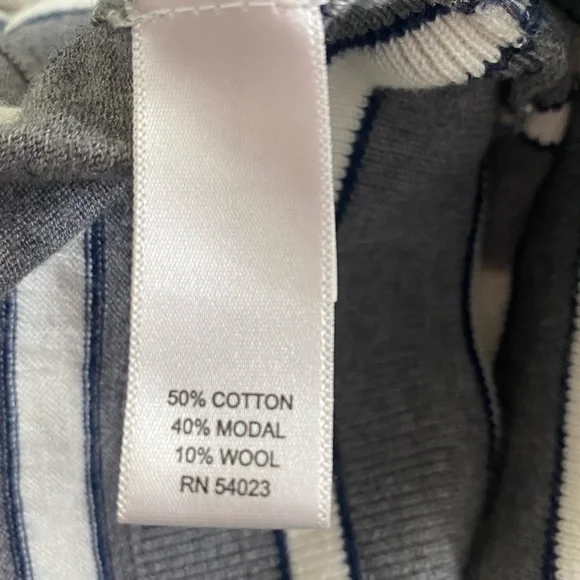 50% COTTON
40% MODAL
10% WOOL
RN 54023